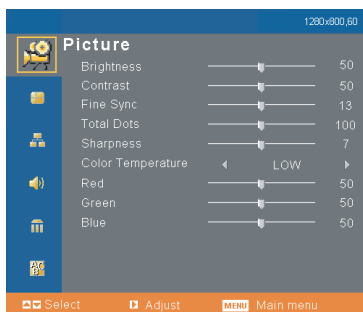 1280x800,60
Picture
Brightness 50
Contrast 50
Fine Sync 13
Total Dots 100
Sharpness 7
Color Temperature LOW
Red 50
Green 50
Blue 50
Select Adjust MENU Main menu